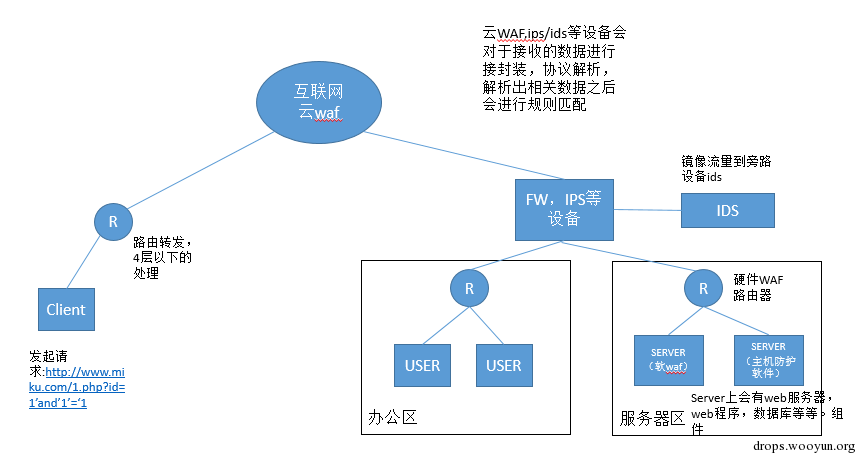 云WAF,ips/ids等设备会
对于接收的数据进行
接封装，协议解析，
解析出相关数据之后
会进行规则匹配
互联网
云waf
镜像流量到旁路
设备ids
FW，IPS等
设备
IDS
R
路由转发，
4层以下的
处理
Client
发起请
求:http://www.mi
ku.com/1.php?id=
1'and'1'='1
R
USER
USER
办公区
R
硬件WAF
路由器
SERVER
（软waf）
SERVER
（主机防护
软件）
Server上会有web服务器，
web程序，数据库等等。组
件
服务器区
drops.wooyun.org